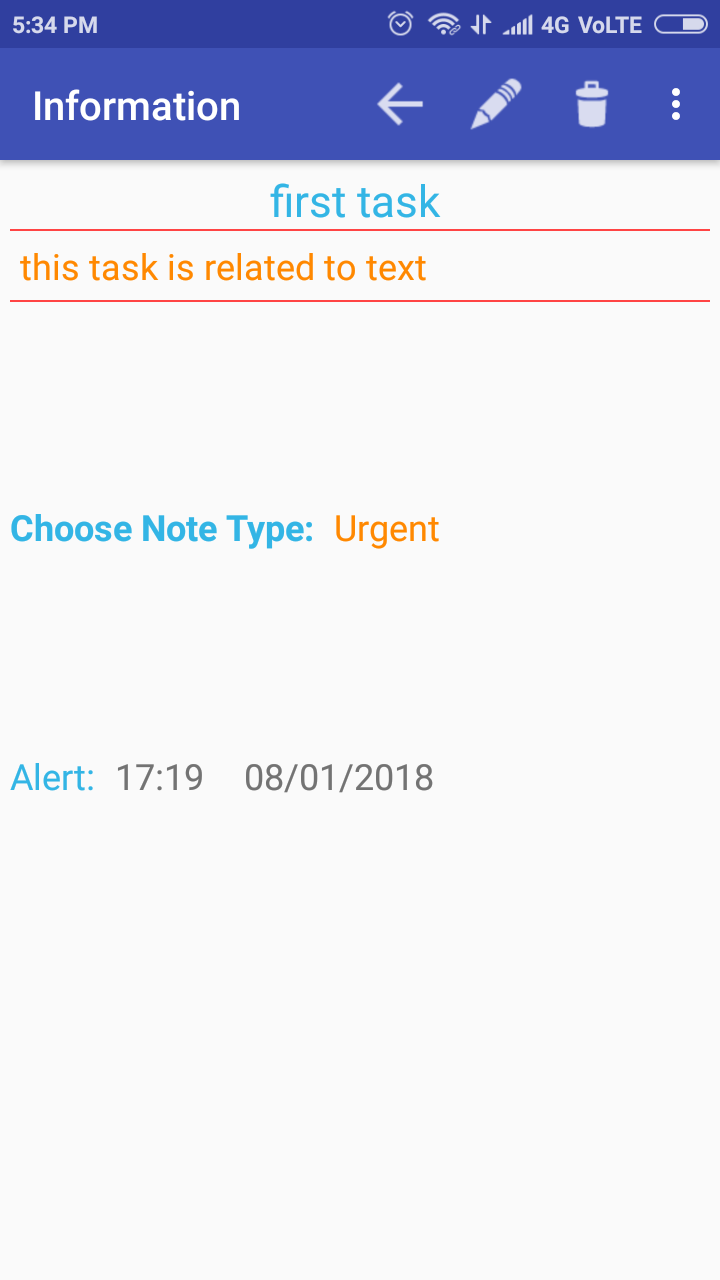 5:34 PM 4G VoLTE
Information
first task
this task is related to text
Choose Note Type: Urgent
Alert: 17:19 08/01/2018